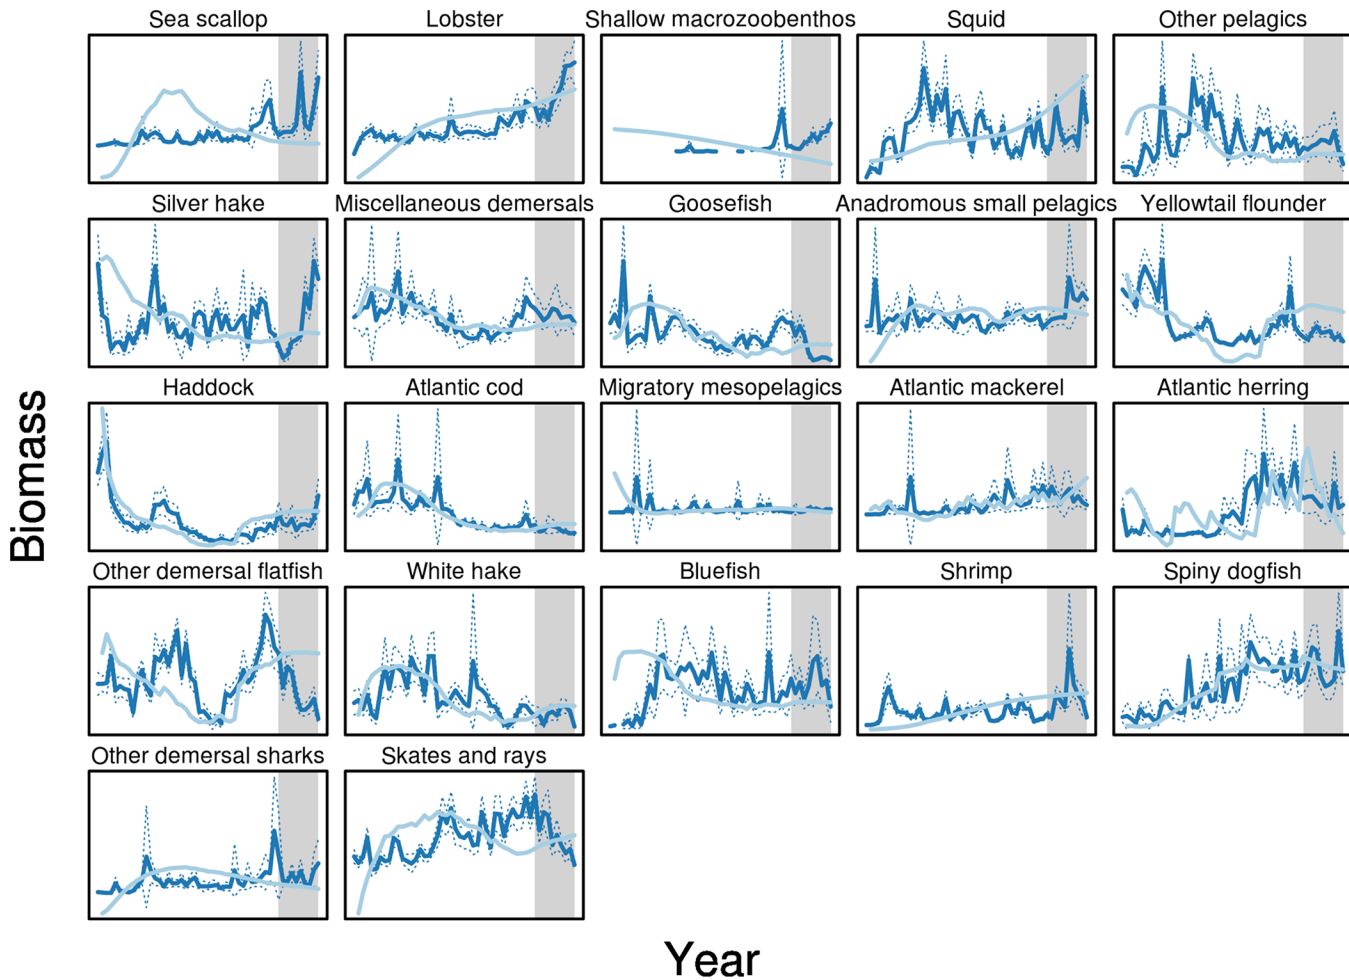 Sea scallop
Lobster
Shallow macrozoobenthos
Squid
Other pelagics
Silver hake
Miscellaneous demersals
Goosefish
Anadromous small pelagics
Yellowtail flounder
Haddock
Atlantic cod
Migratory mesopelagics
Atlantic mackerel
Atlantic herring
Other demersal flatfish
White hake
Bluefish
Shrimp
Spiny dogfish
Other demersal sharks
Skates and rays
Biomass
Year